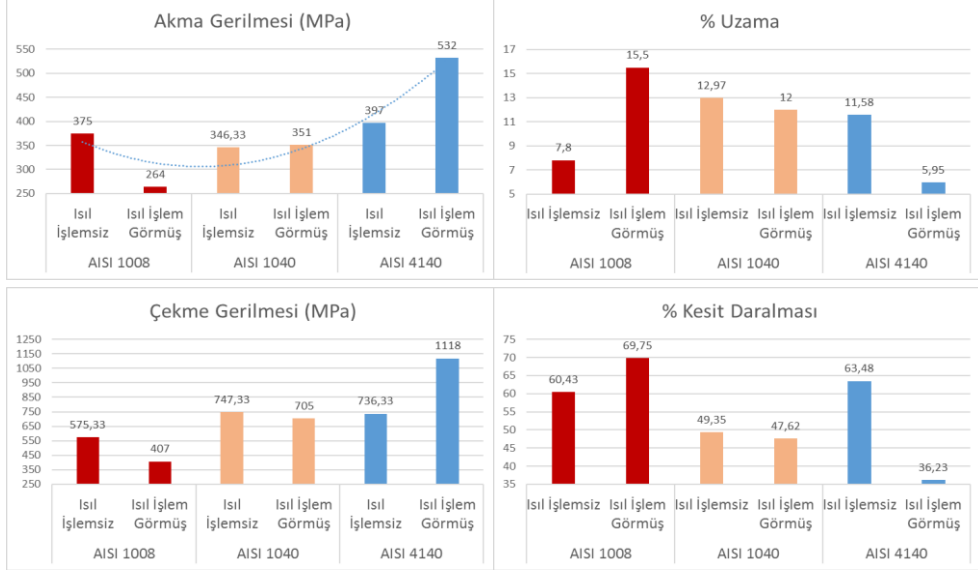 Akma Gerilmesi (MPa)
550
500
450
400
350
300
250
375
264
346,33
351
397
532
Isıl İşlemsiz
Isıl İşlem Görmüş
Isıl İşlemsiz
Isıl İşlem Görmüş
Isıl İşlemsiz
Isıl İşlem Görmüş
AISI 1008
AISI 1040
AISI 4140
% Uzama
17
15
13
11
9
7
5
7,8
15,5
12,97
12
11,58
5,95
Isıl İşlemsiz
Isıl İşlem Görmüş
Isıl İşlemsiz
Isıl İşlem Görmüş
Isıl İşlemsiz
Isıl İşlem Görmüş
AISI 1008
AISI 1040
AISI 4140
Çekme Gerilmesi (MPa)
1250
1150
1050
950
850
750
650
550
450
350
250
575,33
407
747,33
705
736,33
1118
Isıl İşlemsiz
Isıl İşlem Görmüş
Isıl İşlemsiz
Isıl İşlem Görmüş
Isıl İşlemsiz
Isıl İşlem Görmüş
AISI 1008
AISI 1040
AISI 4140
% Kesit Daralması
75
70
65
60
55
50
45
40
35
60,43
69,75
49,35
47,62
63,48
36,23
Isıl İşlemsiz
Isıl İşlem Görmüş
Isıl İşlemsiz
Isıl İşlem Görmüş
Isıl İşlemsiz
Isıl İşlem Görmüş
AISI 1008
AISI 1040
AISI 4140